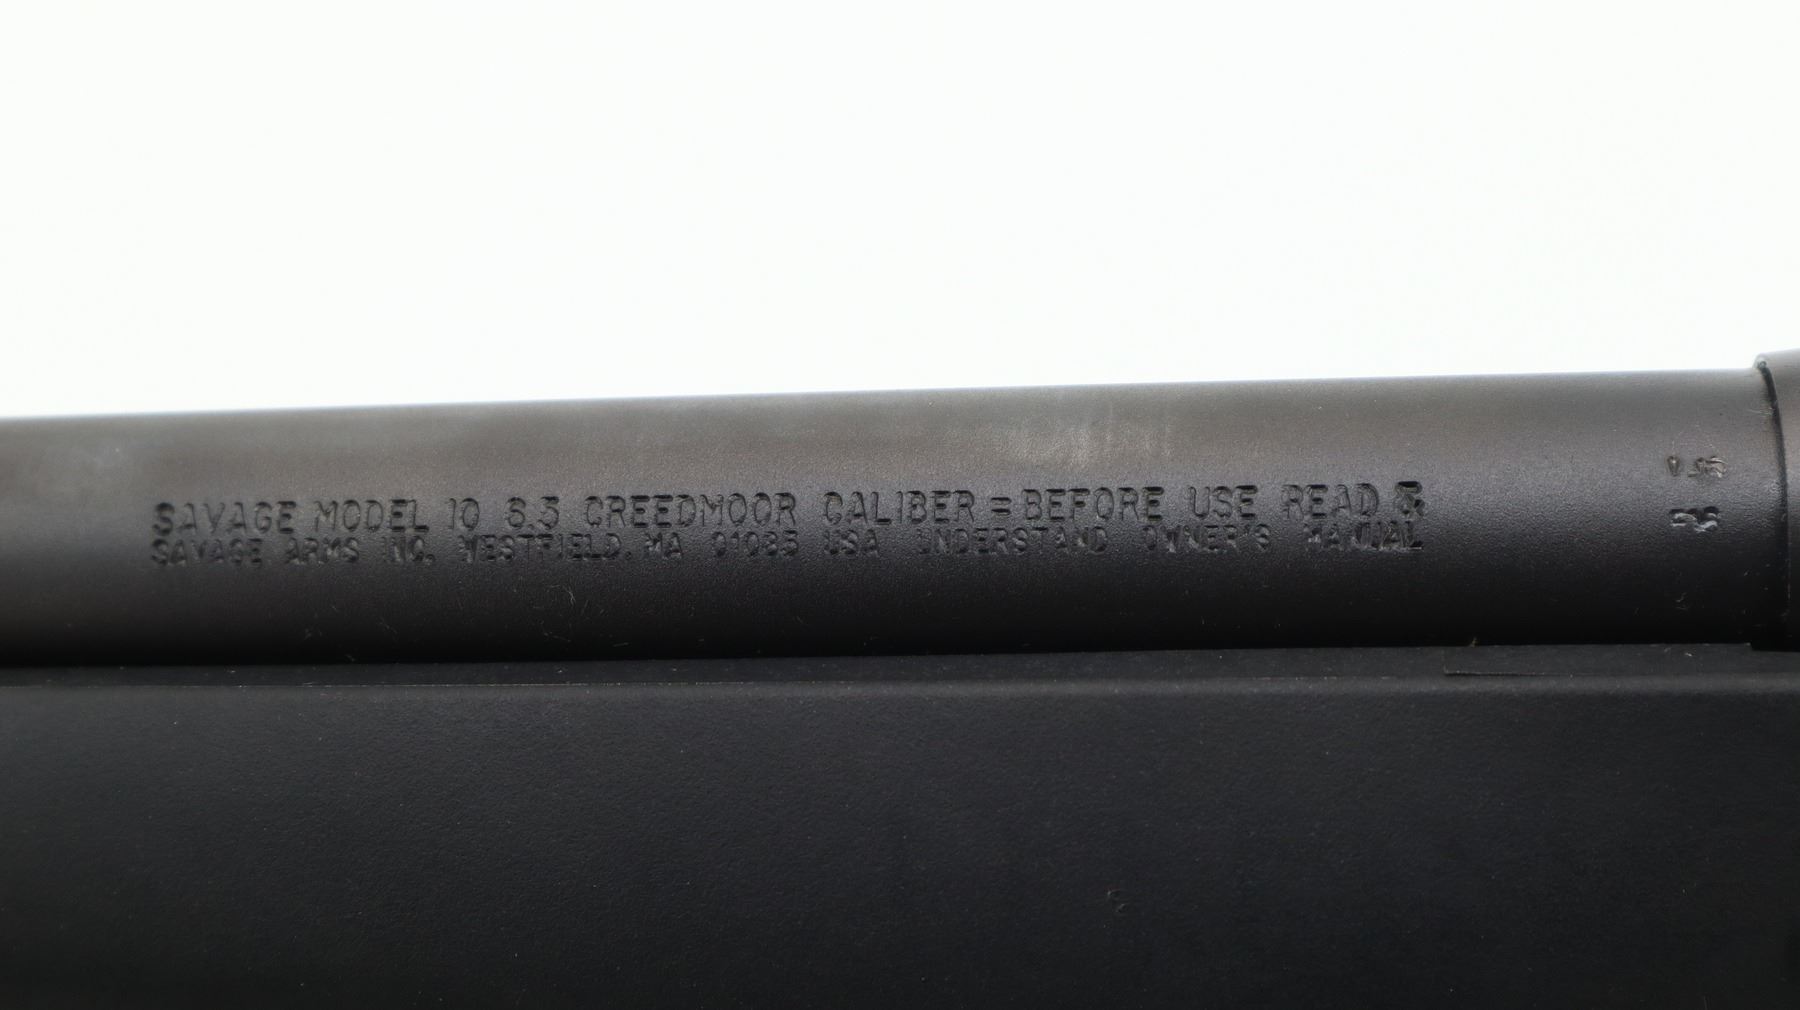 SAVAGE MODEL 10 6.5 CREEDMOOR CALIBER = BEFORE USE READ &
SAVAGE ARMS INC. WESTFIELD, MA 01085 USA UNDERSTAND OWNER'S MANUAL